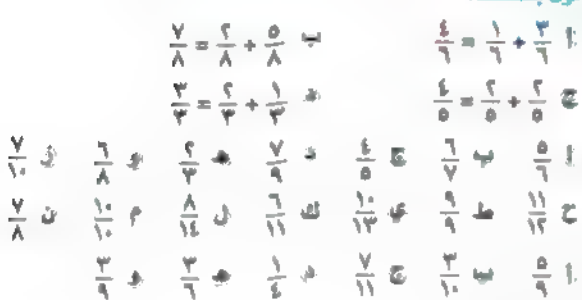 أ ٣/٦ + ١/٦ = ٤/٦ ب ٥/٨ + ٢/٨ = ٧/٨
ج ٢/٥ + ٢/٥ = ٤/٥ د ١/٣ + ٢/٣ = ٣/٣
أ ٥/٩ ب ٦/٧ ج ٤/٥ د ٧/٩ هـ ٢/٣ و ٦/٨ ز ٧/١٠
ح ١١/١٢ ط ٩/٩ ي ١٠/١٣ ك ٦/١١ ل ٨/١٤ م ١٠/١٠ ن ٧/٨
أ ٥/٩ ب ٣/١٠ ج ٧/١١ د ١/٤ هـ ٣/٦ و ٣/٩